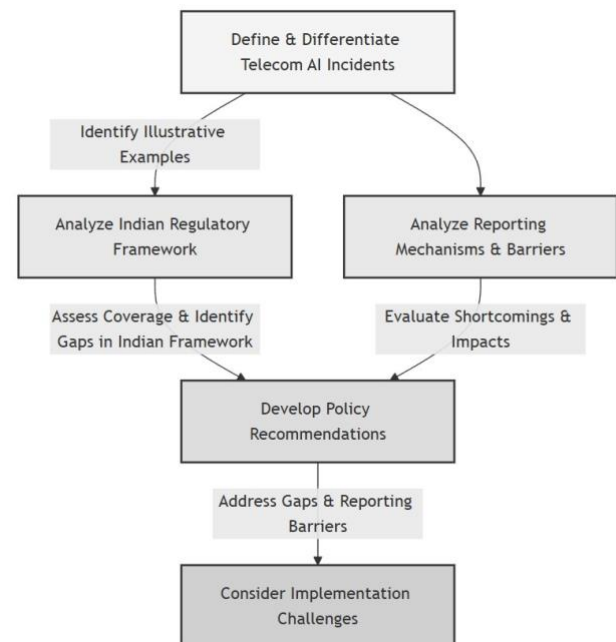 Define & Differentiate
Telecom AI Incidents
Identify Illustrative
Examples
Analyze Indian Regulatory
Framework
Analyze Reporting
Mechanisms & Barriers
Assess Coverage & Identify
Gaps in Indian Framework
Evaluate Shortcomings &
Impacts
Develop Policy
Recommendations
Address Gaps & Reporting
Barriers
Consider Implementation
Challenges